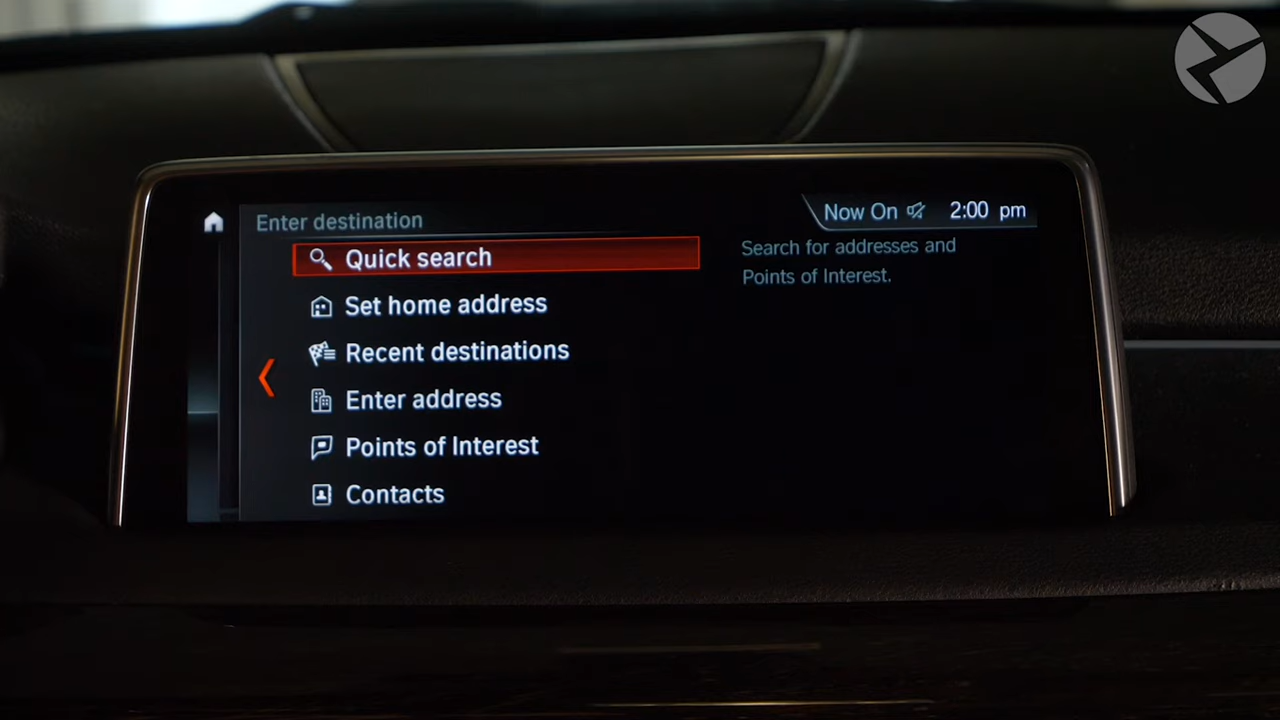 Enter destination
Now On 2:00 pm
Quick search
Search for addresses and
Points of Interest.
Set home address
Recent destinations
Enter address
Points of Interest
Contacts